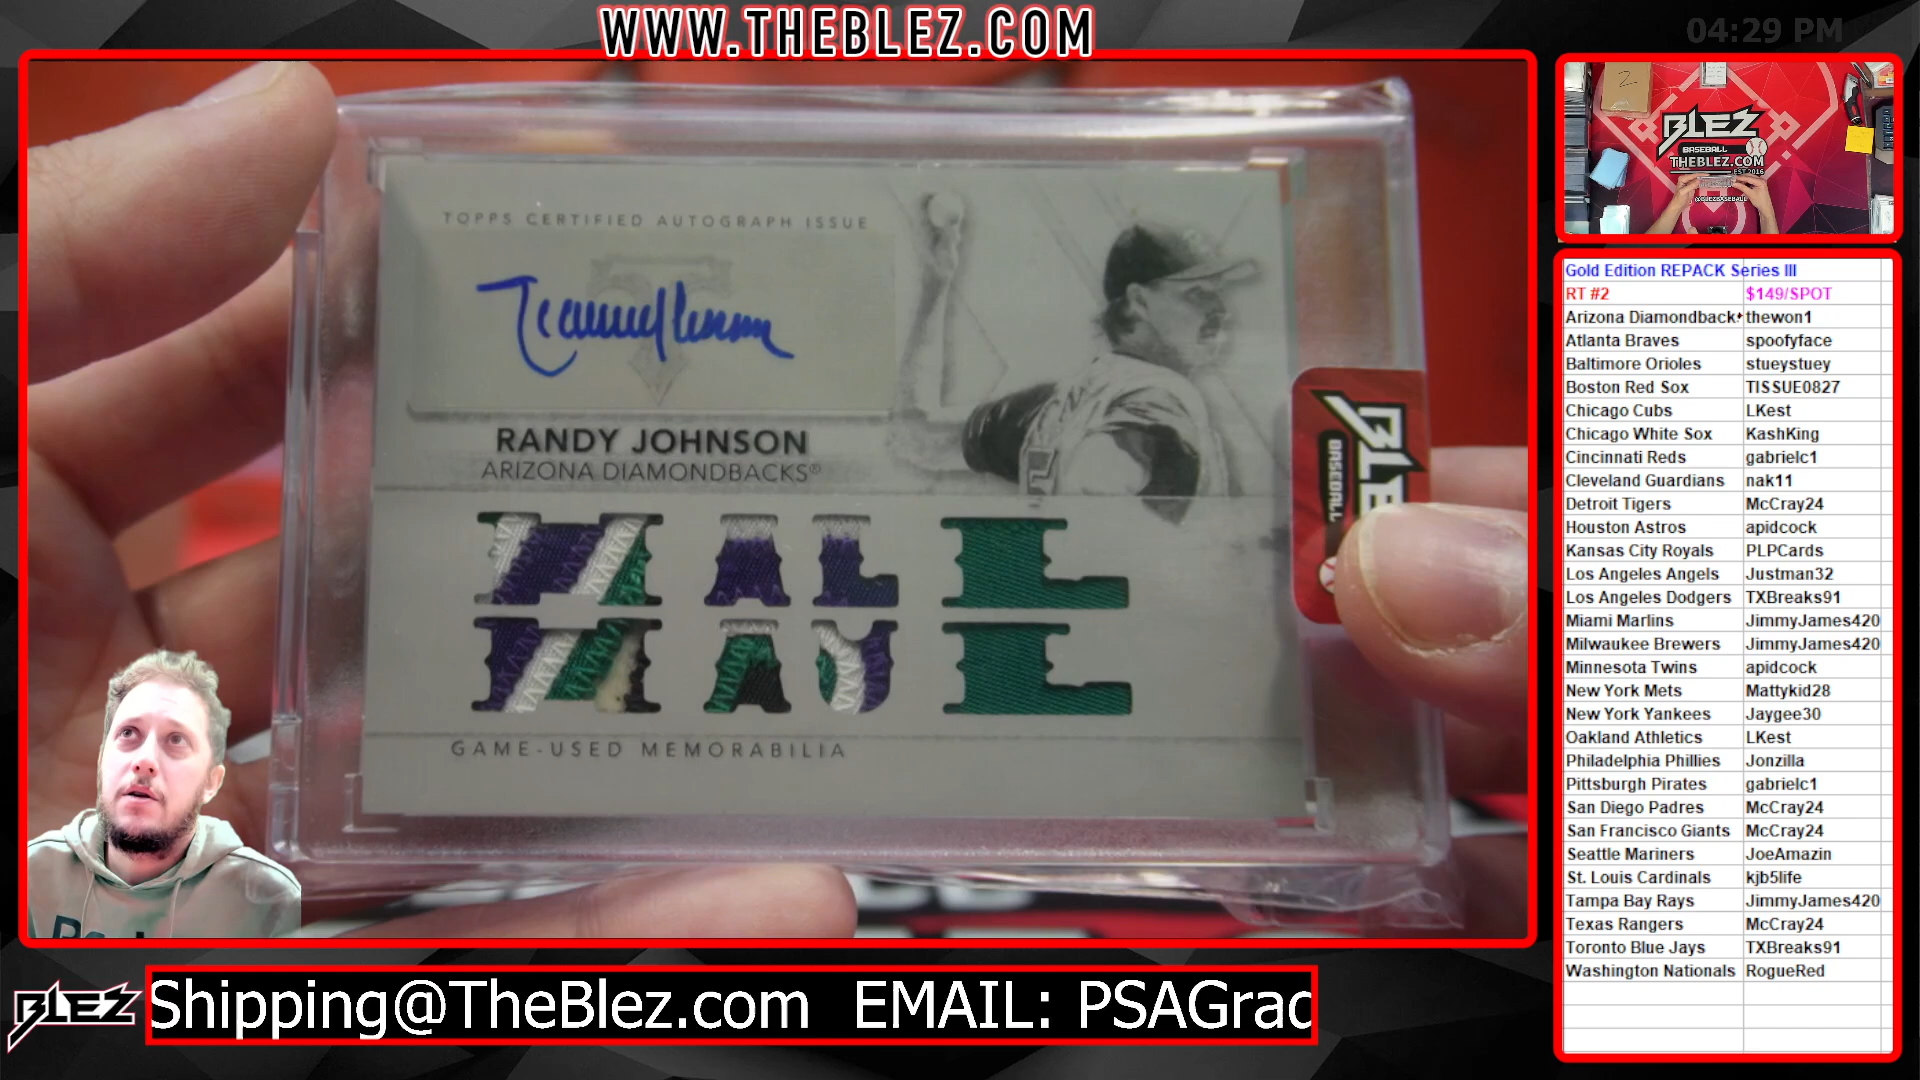 WWW.THEBLEZ.COM
04:29 PM
TOPPS CERTIFIED AUTOGRAPH ISSUE
T
RANDY JOHNSON
ARIZONA DIAMONDBACKS®
HALL
HAUL
GAME-USED MEMORABILIA
BLE
BASEBALL
2
BLEZ
BASEBALL
THEBLEZ.COM
EST 2016
@BLEZBASEBALL
Gold Edition REPACK Series III
RT #2 $149/SPOT
Arizona Diamondback thewon1
Atlanta Braves spoofyface
Baltimore Orioles stueystuey
Boston Red Sox TISSUE0827
Chicago Cubs LKest
Chicago White Sox KashKing
Cincinnati Reds gabrielc1
Cleveland Guardians nak11
Detroit Tigers McCray24
Houston Astros apidcock
Kansas City Royals PLPCards
Los Angeles Angels Justman32
Los Angeles Dodgers TXBreaks91
Miami Marlins JimmyJames420
Milwaukee Brewers JimmyJames420
Minnesota Twins apidcock
New York Mets Mattykid28
New York Yankees Jaygee30
Oakland Athletics LKest
Philadelphia Phillies Jonzilla
Pittsburgh Pirates gabrielc1
San Diego Padres McCray24
San Francisco Giants McCray24
Seattle Mariners JoeAmazin
St. Louis Cardinals kjb5life
Tampa Bay Rays JimmyJames420
Texas Rangers McCray24
Toronto Blue Jays TXBreaks91
Washington Nationals RogueRed
BLEZ
Shipping@TheBlez.com EMAIL: PSAGrac